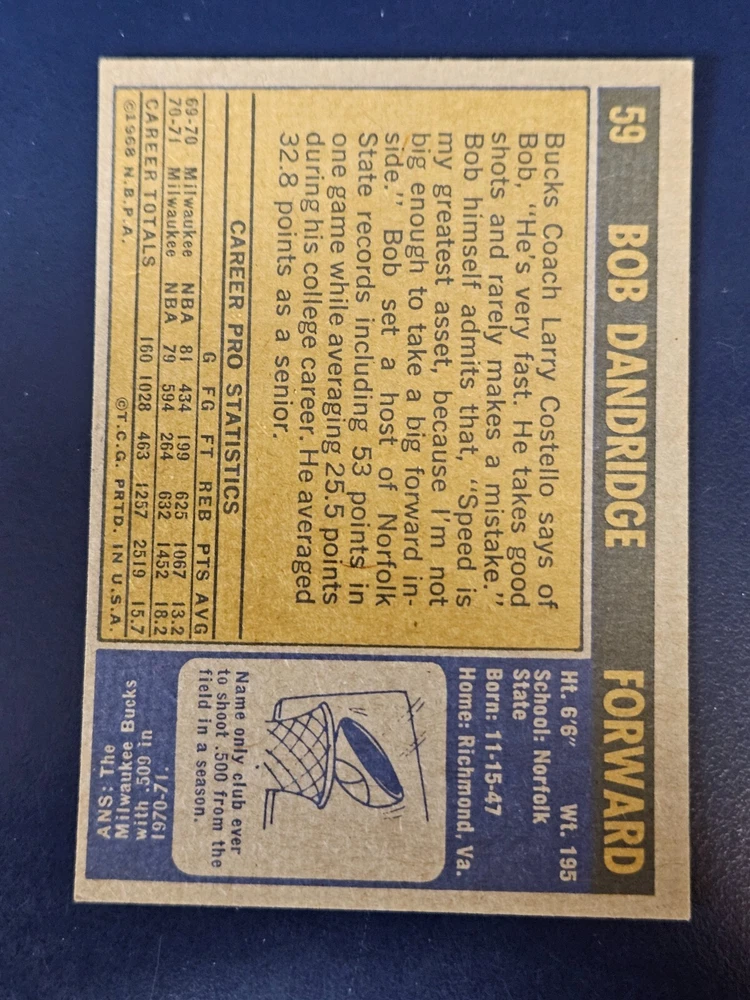 59 BOB DANDRIDGE FORWARD
Bucks Coach Larry Costello says of
Bob, "He's very fast. He takes good
shots and rarely makes a mistake."
Bob himself admits that, "Speed is
my greatest asset, because I'm not
big enough to take a big forward in-
side." Bob set a host of Norfolk
State records including 53 points in
one game while averaging 25.5 points
during his college career. He averaged
32.8 points as a senior.
CAREER PRO STATISTICS
G FG FT REB PTS AVG
69-70 Milwaukee NBA 81 434 199 625 1067 13.2
70-71 Milwaukee NBA 79 594 264 632 1452 18.2
CAREER TOTALS 160 1028 463 1257 2519 15.7
©1968 N.B.P.A. ©T.C.G. PRTD. IN U.S.A.
Ht. 6'6" Wt. 195
School: Norfolk
State
Born: 11-15-47
Home: Richmond, Va.
Name only club ever
to shoot .500 from the
field in a season.
ANS: The
Milwaukee Bucks
with .509 in
1970-71.